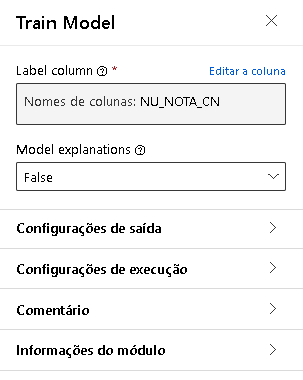 Train Model
Label column * Editar a coluna
Nomes de colunas: NU_NOTA_CN
Model explanations
False
Configurações de saída
Configurações de execução
Comentário
Informações do módulo